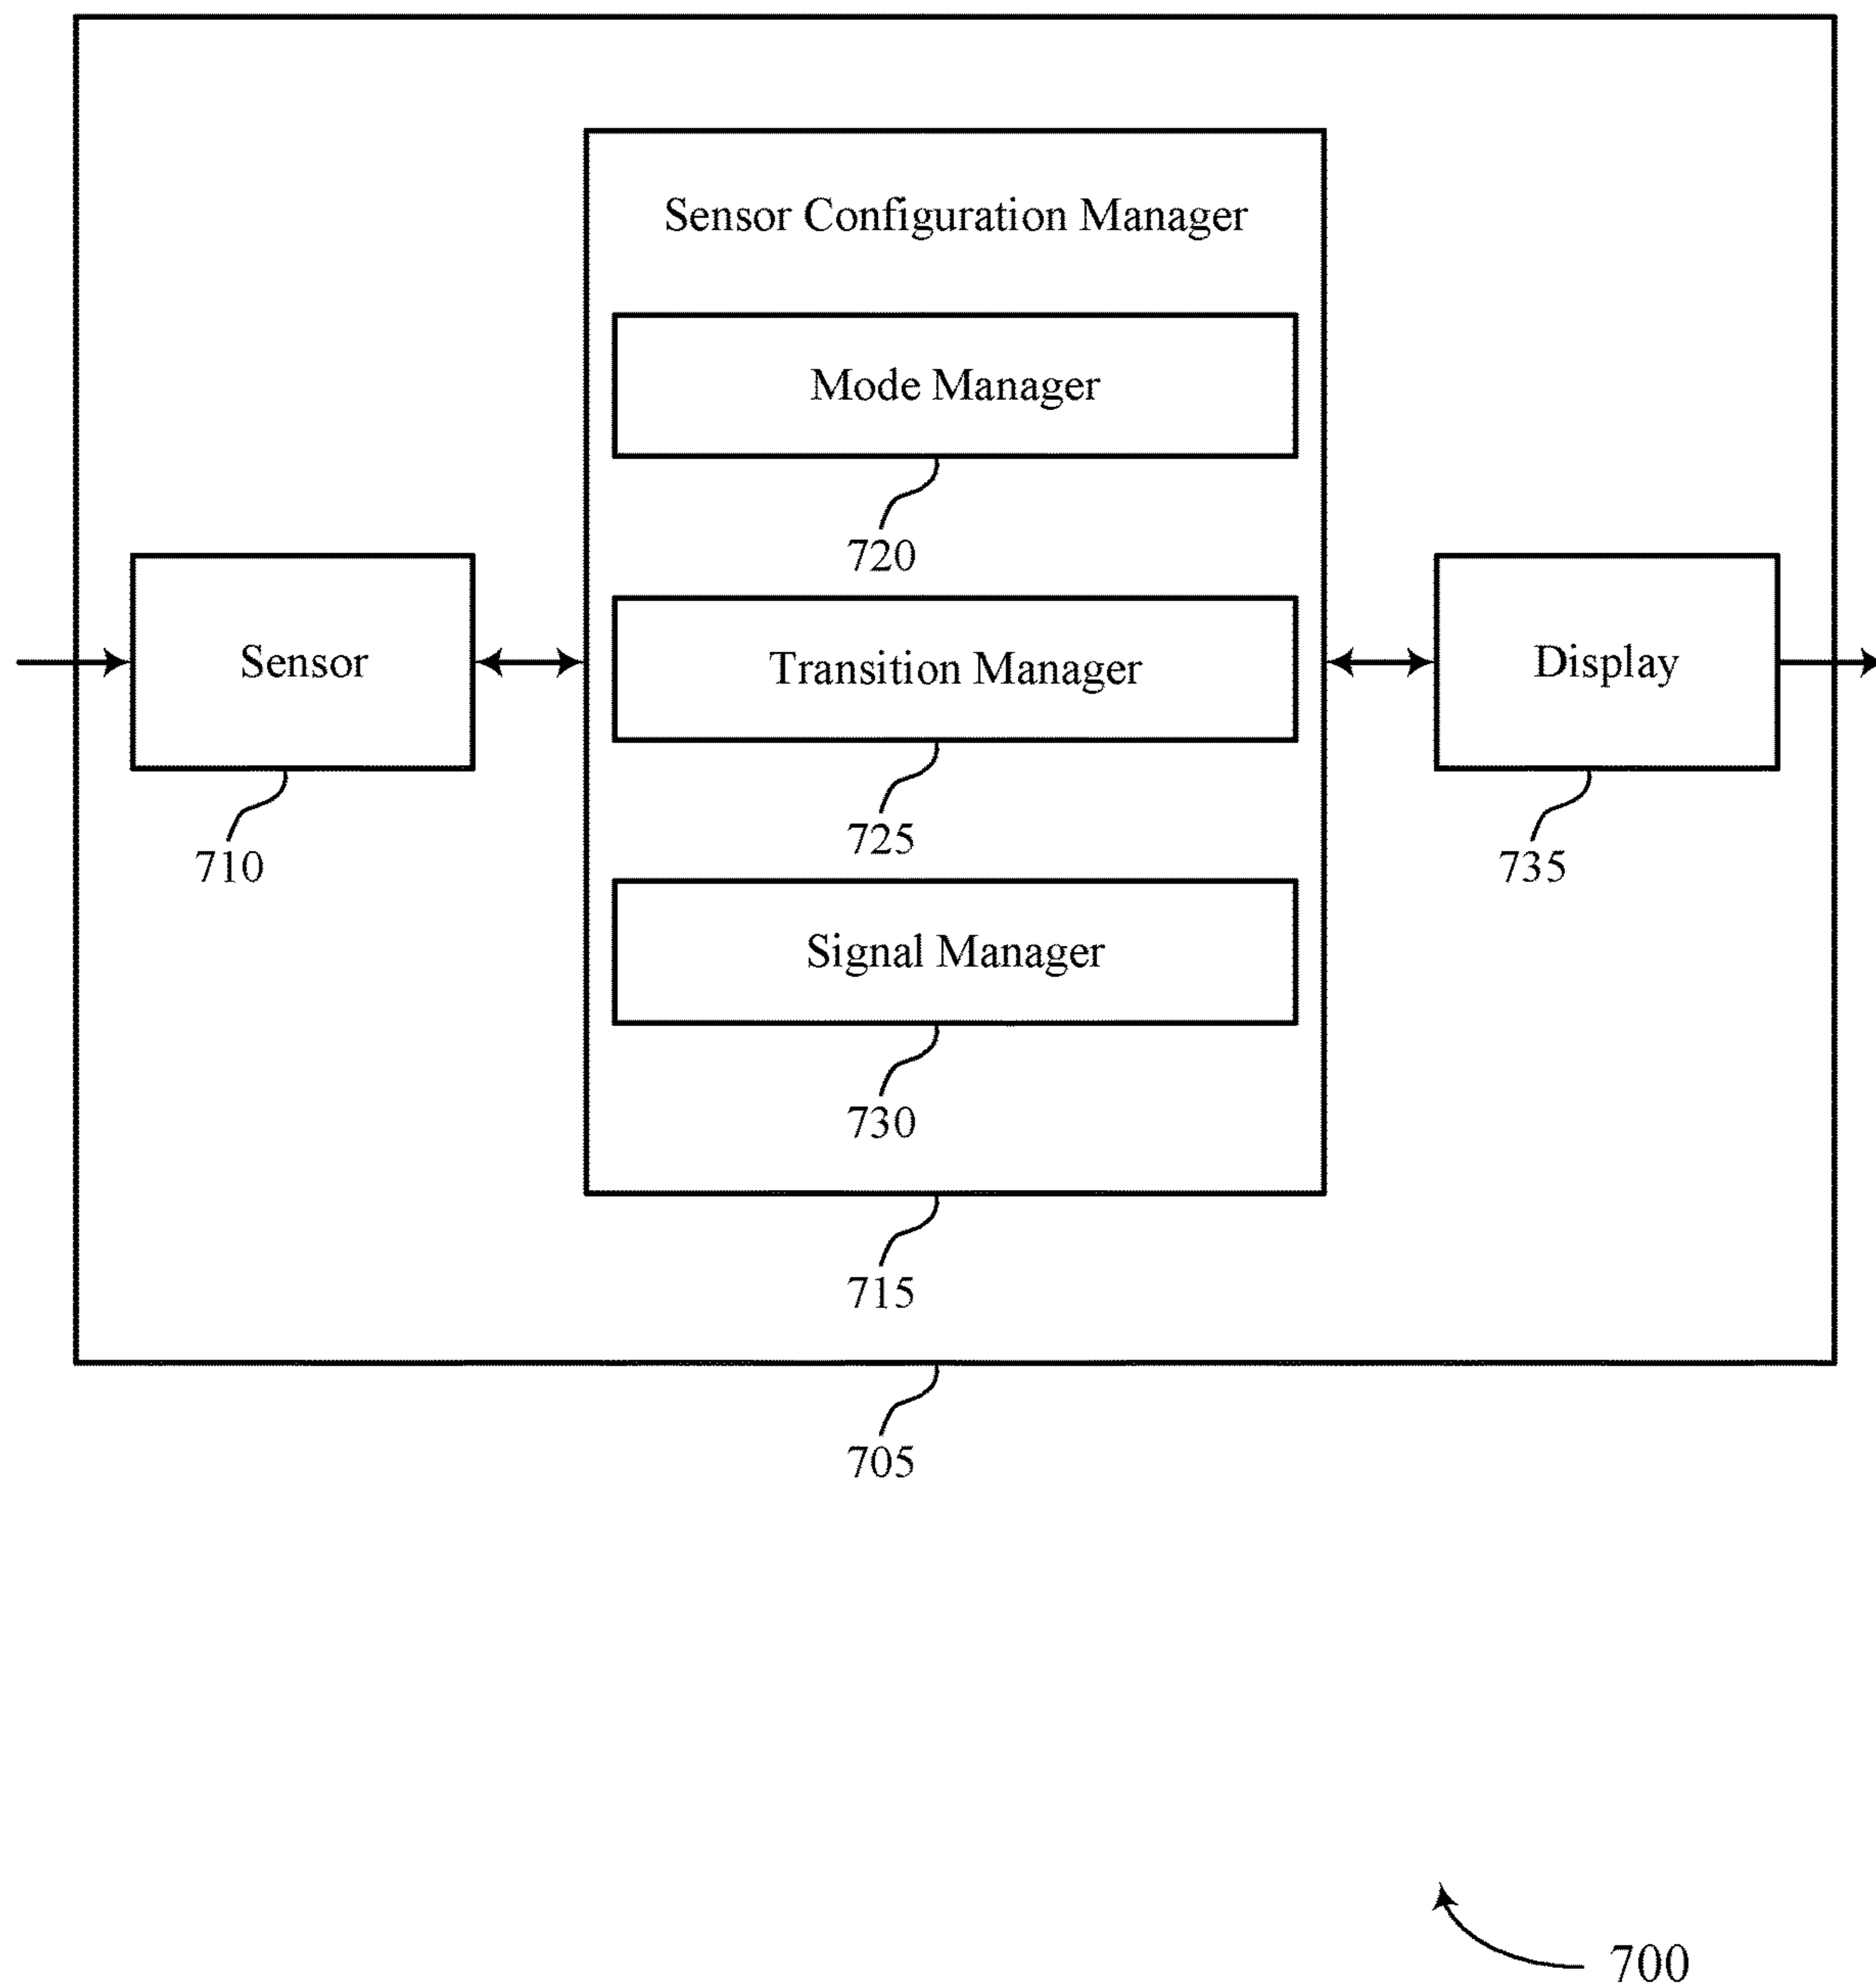 Sensor Configuration Manager
Mode Manager
720
Sensor
710
Transition Manager
725
Display
735
Signal Manager
730
715
705
700